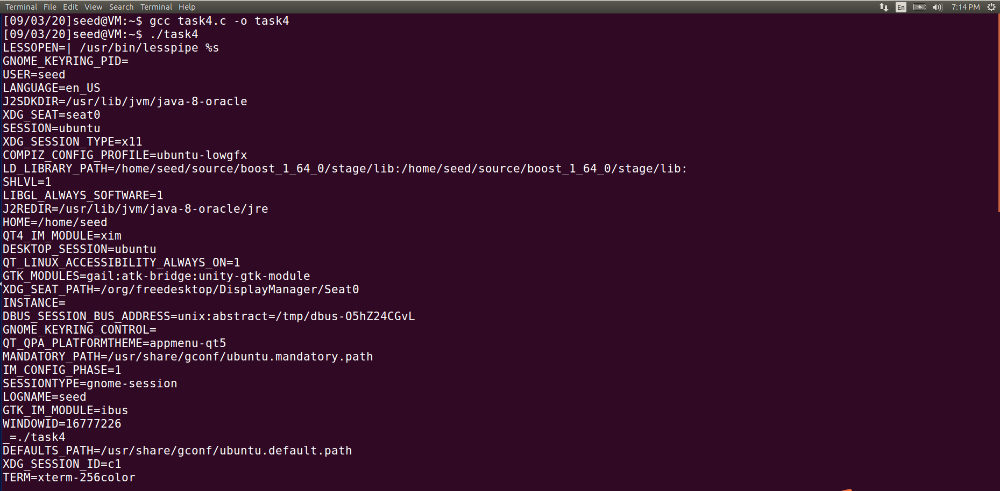 Terminal File Edit View Search Terminal Help En 7:14 PM
[09/03/20]seed@VM:~$ gcc task4.c -o task4
[09/03/20]seed@VM:~$ ./task4
LESSOPEN=| /usr/bin/lesspipe %s
GNOME_KEYRING_PID=
USER=seed
LANGUAGE=en_US
J2SDKDIR=/usr/lib/jvm/java-8-oracle
XDG_SEAT=seat0
SESSION=ubuntu
XDG_SESSION_TYPE=x11
COMPIZ_CONFIG_PROFILE=ubuntu-lowgfx
LD_LIBRARY_PATH=/home/seed/source/boost_1_64_0/stage/lib:/home/seed/source/boost_1_64_0/stage/lib:
SHLVL=1
LIBGL_ALWAYS_SOFTWARE=1
J2REDIR=/usr/lib/jvm/java-8-oracle/jre
HOME=/home/seed
QT4_IM_MODULE=xim
DESKTOP_SESSION=ubuntu
QT_LINUX_ACCESSIBILITY_ALWAYS_ON=1
GTK_MODULES=gail:atk-bridge:unity-gtk-module
XDG_SEAT_PATH=/org/freedesktop/DisplayManager/Seat0
INSTANCE=
DBUS_SESSION_BUS_ADDRESS=unix:abstract=/tmp/dbus-O5hZ24CGvL
GNOME_KEYRING_CONTROL=
QT_QPA_PLATFORMTHEME=appmenu-qt5
MANDATORY_PATH=/usr/share/gconf/ubuntu.mandatory.path
IM_CONFIG_PHASE=1
SESSIONTYPE=gnome-session
LOGNAME=seed
GTK_IM_MODULE=ibus
WINDOWID=16777226
_=./task4
DEFAULTS_PATH=/usr/share/gconf/ubuntu.default.path
XDG_SESSION_ID=c1
TERM=xterm-256color